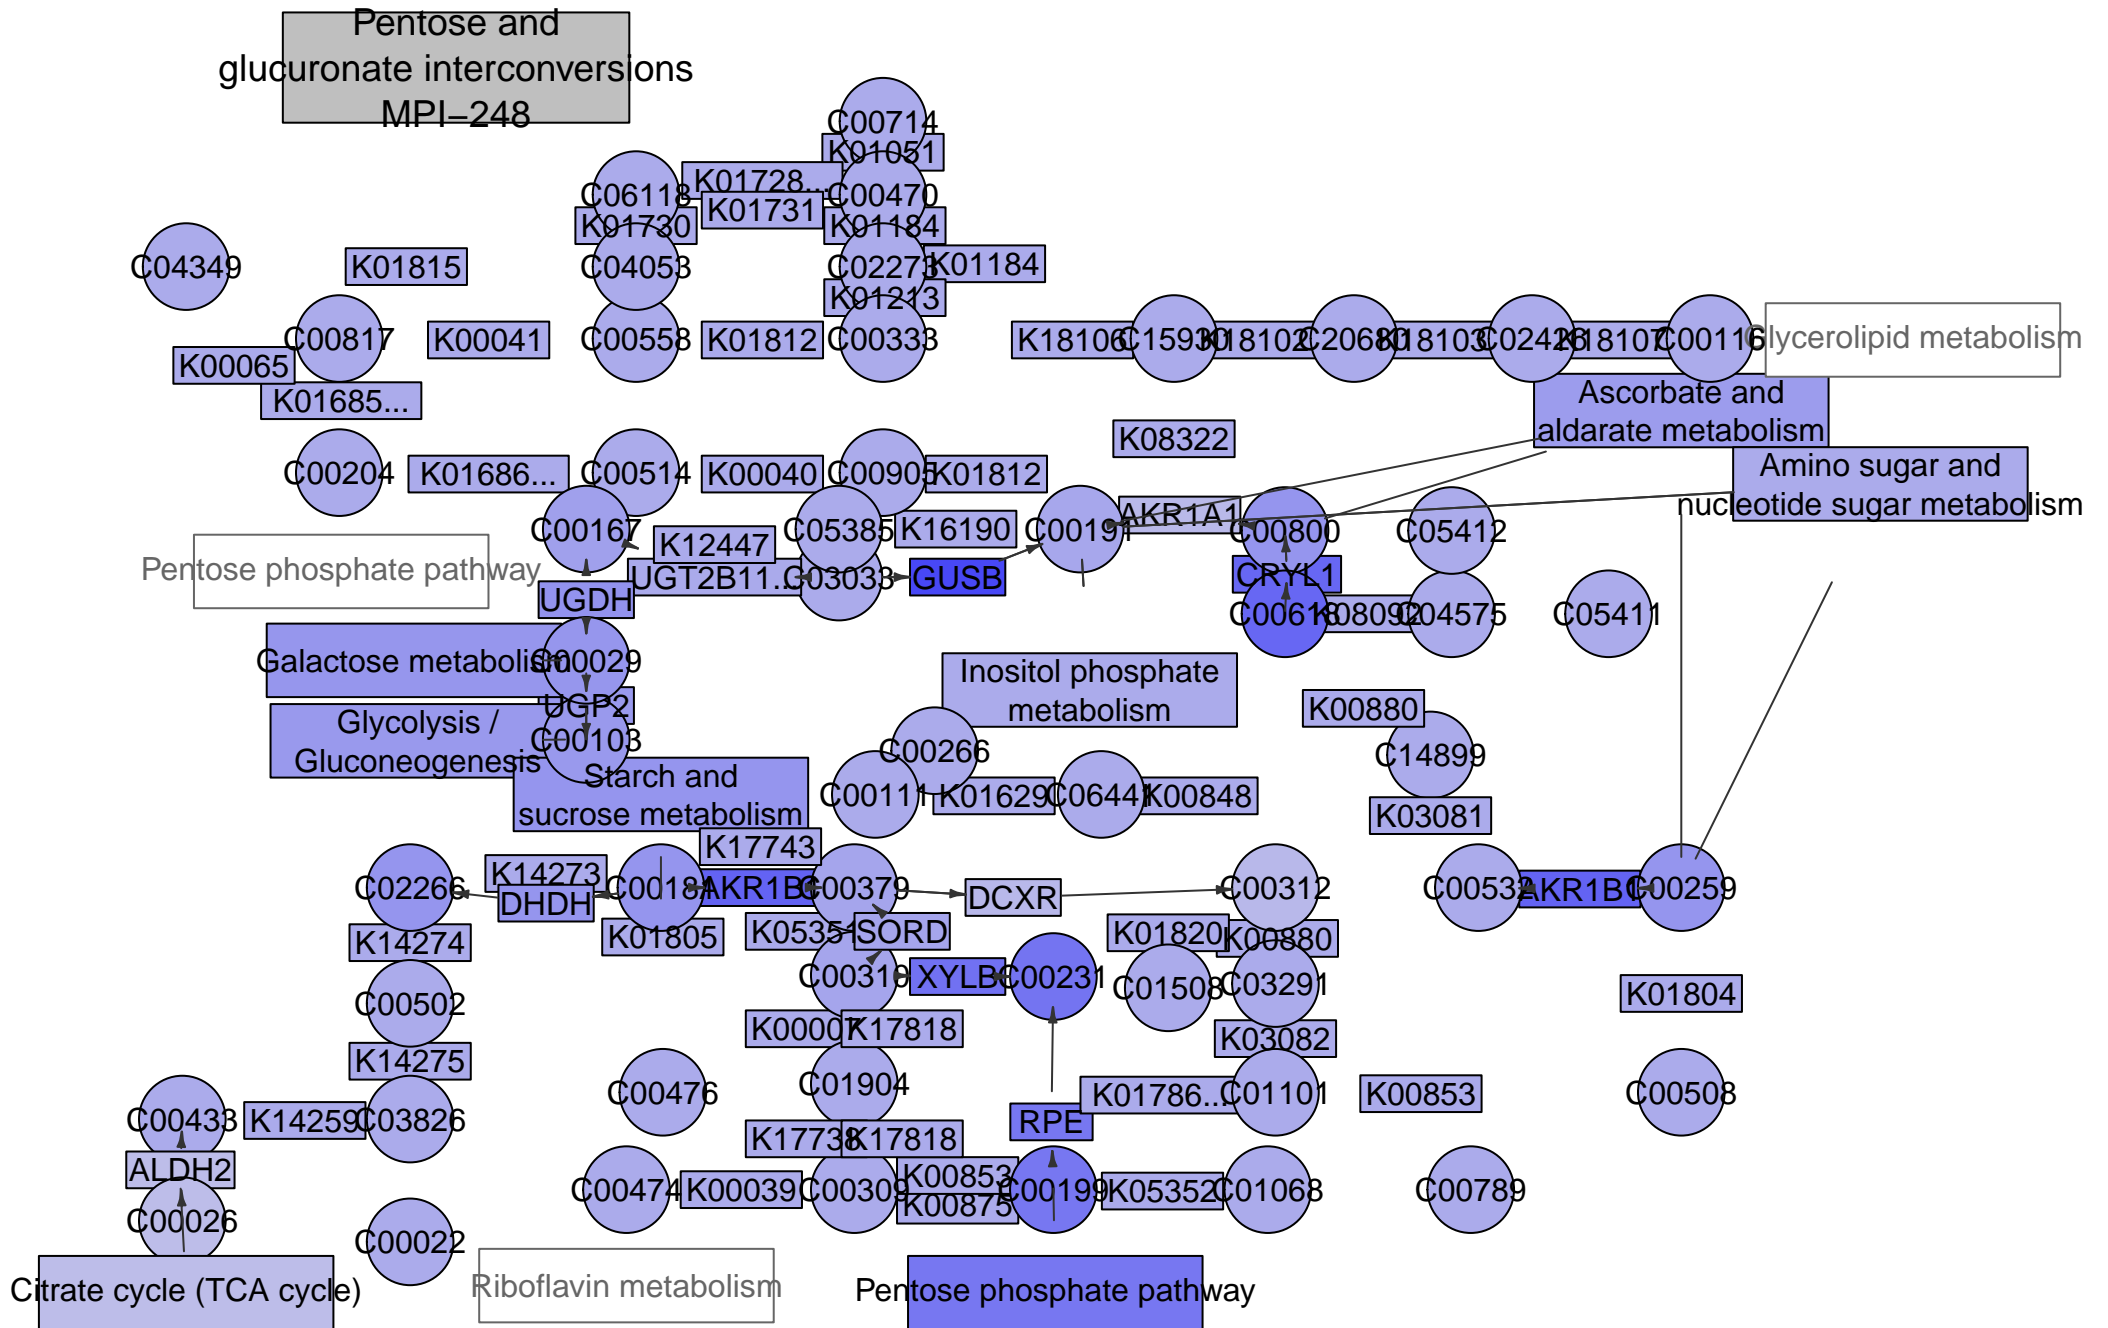 Pentose and
glucuronate interconversions
MPI−248
C00714
K01051
C06118
K01728...
C00470
K01731
K01730
K01184
C04349
K01815
C04053
C02273
K01184
K01213
C00817
K00041
C00558
K01812
C00333
K18106
C15930
K18102
C20680
K18103
C02426
K18107
C00116
Glycerolipid metabolism
K00065
K01685...
Ascorbate and
aldarate metabolism
K08322
C00204
K01686...
C00514
K00040
C00905
K01812
Amino sugar and
nucleotide sugar metabolism
C00167
K12447
C05385
K16190
C00191
AKR1A1
C00800
C05412
Pentose phosphate pathway
UGDH
UGT2B11...
C03033
GUSB
CRYL1
C00618
K08092
C04575
C05411
Galactose metabolism
C00029
UGP2
Inositol phosphate
metabolism
K00880
Glycolysis /
Gluconeogenesis
C00103
C00266
C14899
Starch and
sucrose metabolism
C00111
K01629
C06441
K00848
K03081
K17743
C02266
K14273
DHDH
C00181
AKR1B1
C00379
DCXR
C00312
C00532
AKR1B1
C00259
K14274
K01805
K05351
SORD
K01820
K00880
C00502
C00310
XYLB
C00231
C01508
C03291
K01804
K00007
K17818
K03082
K14275
C00476
C01904
K01786...
C01101
K00853
C00508
C00433
K14259
C03826
RPE
K17738
K17818
ALDH2
C00474
K00039
C00309
K00853
K00875
C00199
K05352
C01068
C00789
C00026
C00022
Citrate cycle (TCA cycle)
Riboflavin metabolism
Pentose phosphate pathway